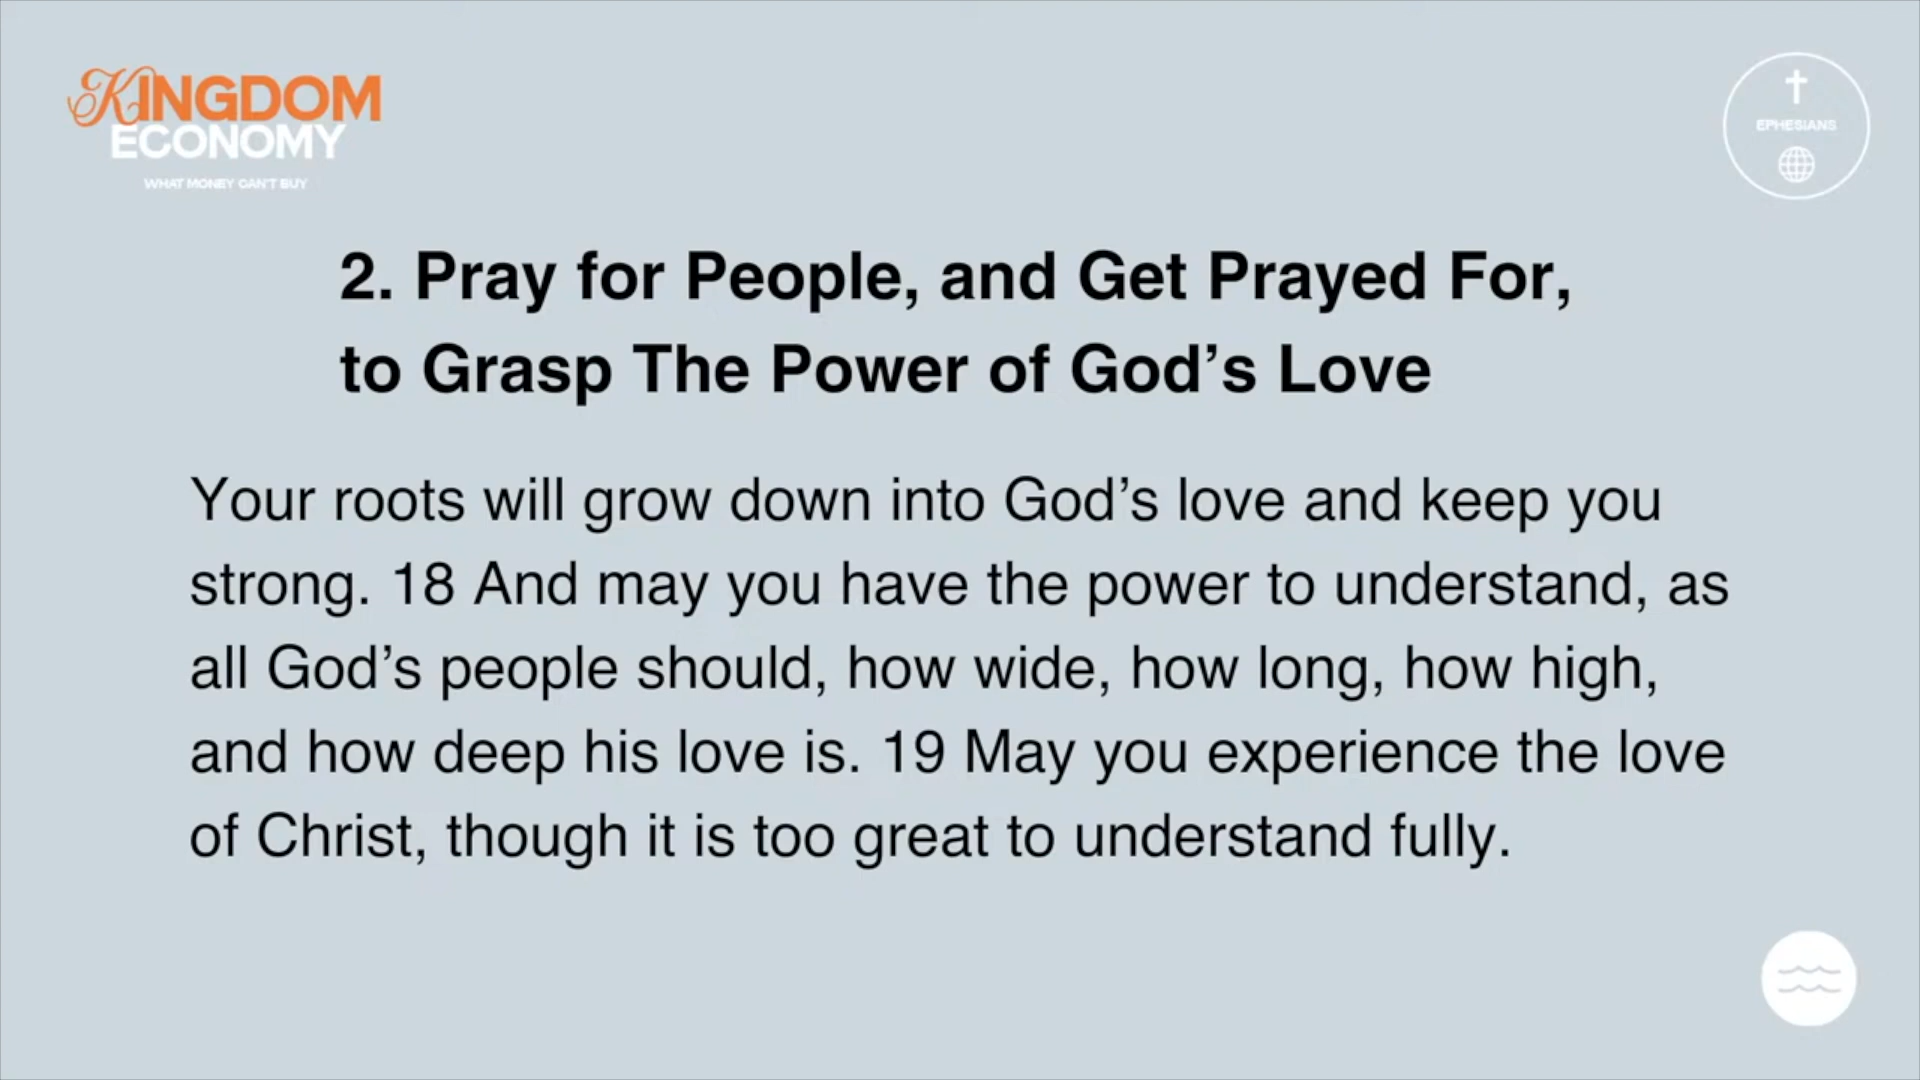 KINGDOM
ECONOMY
WHAT MONEY CAN'T BUY
EPHESIANS
2. Pray for People, and Get Prayed For,
to Grasp The Power of God’s Love
Your roots will grow down into God’s love and keep you
strong. 18 And may you have the power to understand, as
all God’s people should, how wide, how long, how high,
and how deep his love is. 19 May you experience the love
of Christ, though it is too great to understand fully.